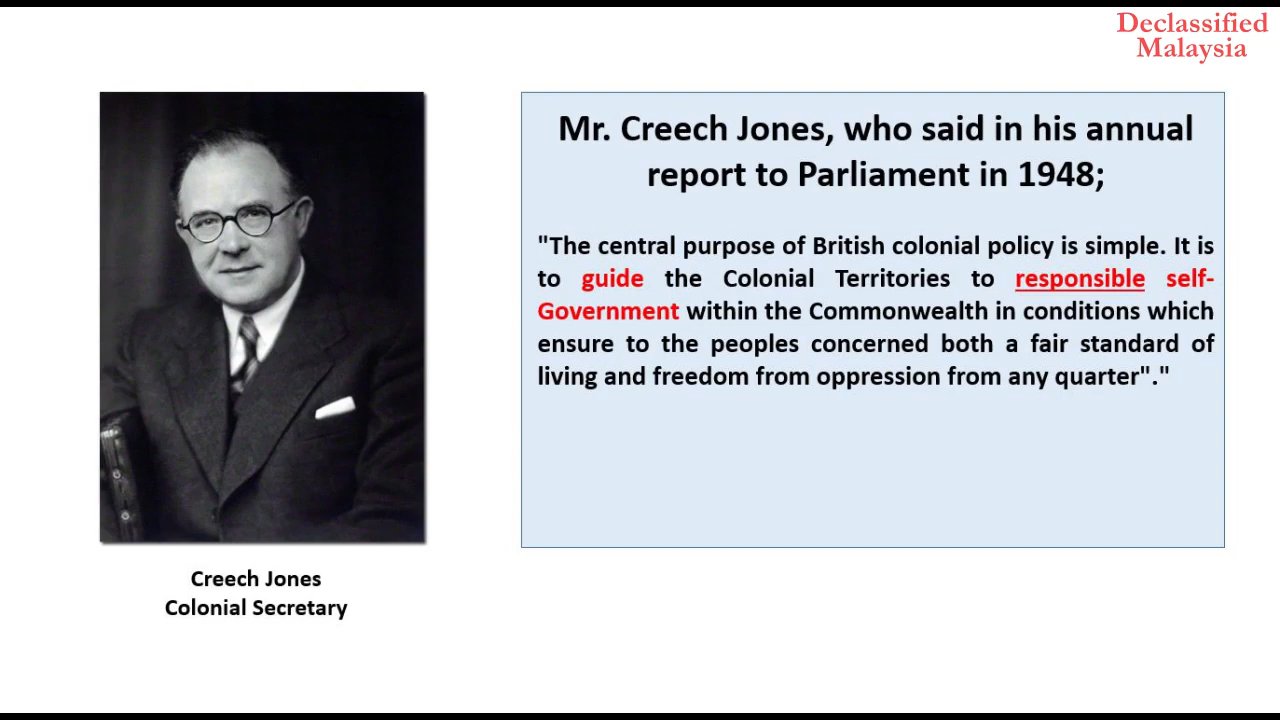 Declassified
Malaysia
Mr. Creech Jones, who said in his annual
report to Parliament in 1948;
"The central purpose of British colonial policy is simple. It is
to guide the Colonial Territories to responsible self-
Government within the Commonwealth in conditions which
ensure to the peoples concerned both a fair standard of
living and freedom from oppression from any quarter"."
Creech Jones
Colonial Secretary